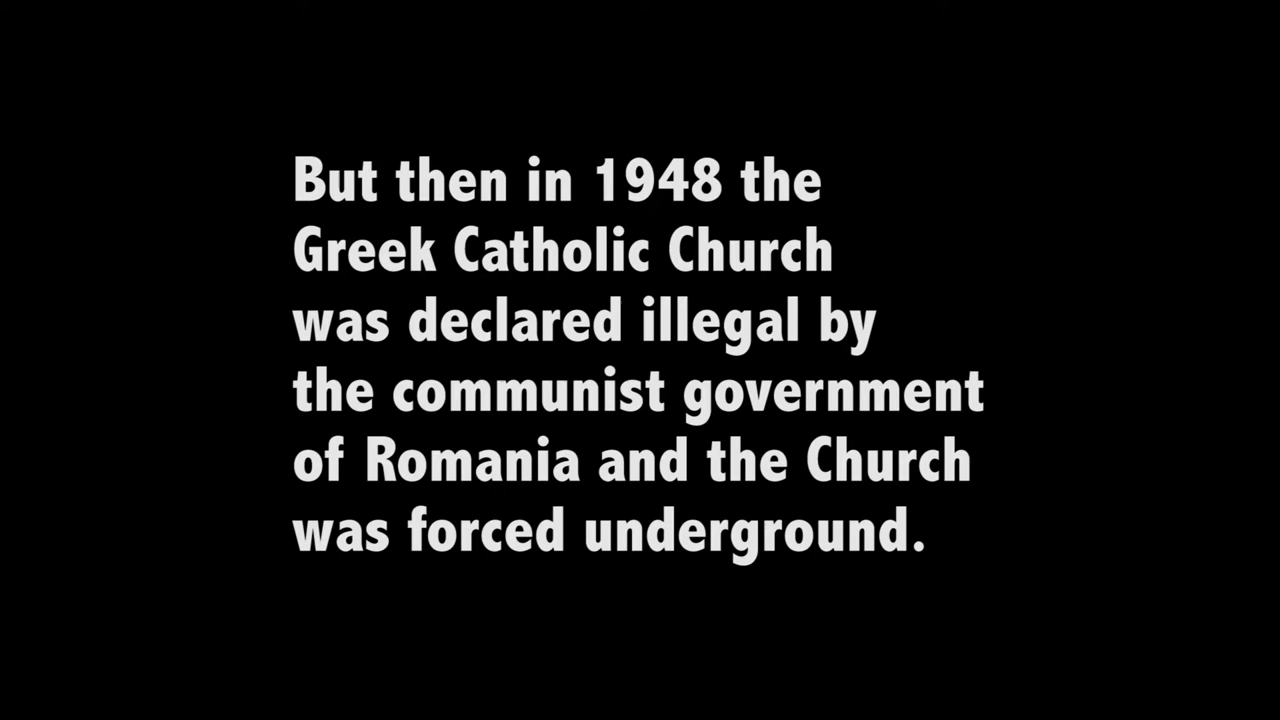 But then in 1948 the
Greek Catholic Church
was declared illegal by
the communist government
of Romania and the Church
was forced underground.